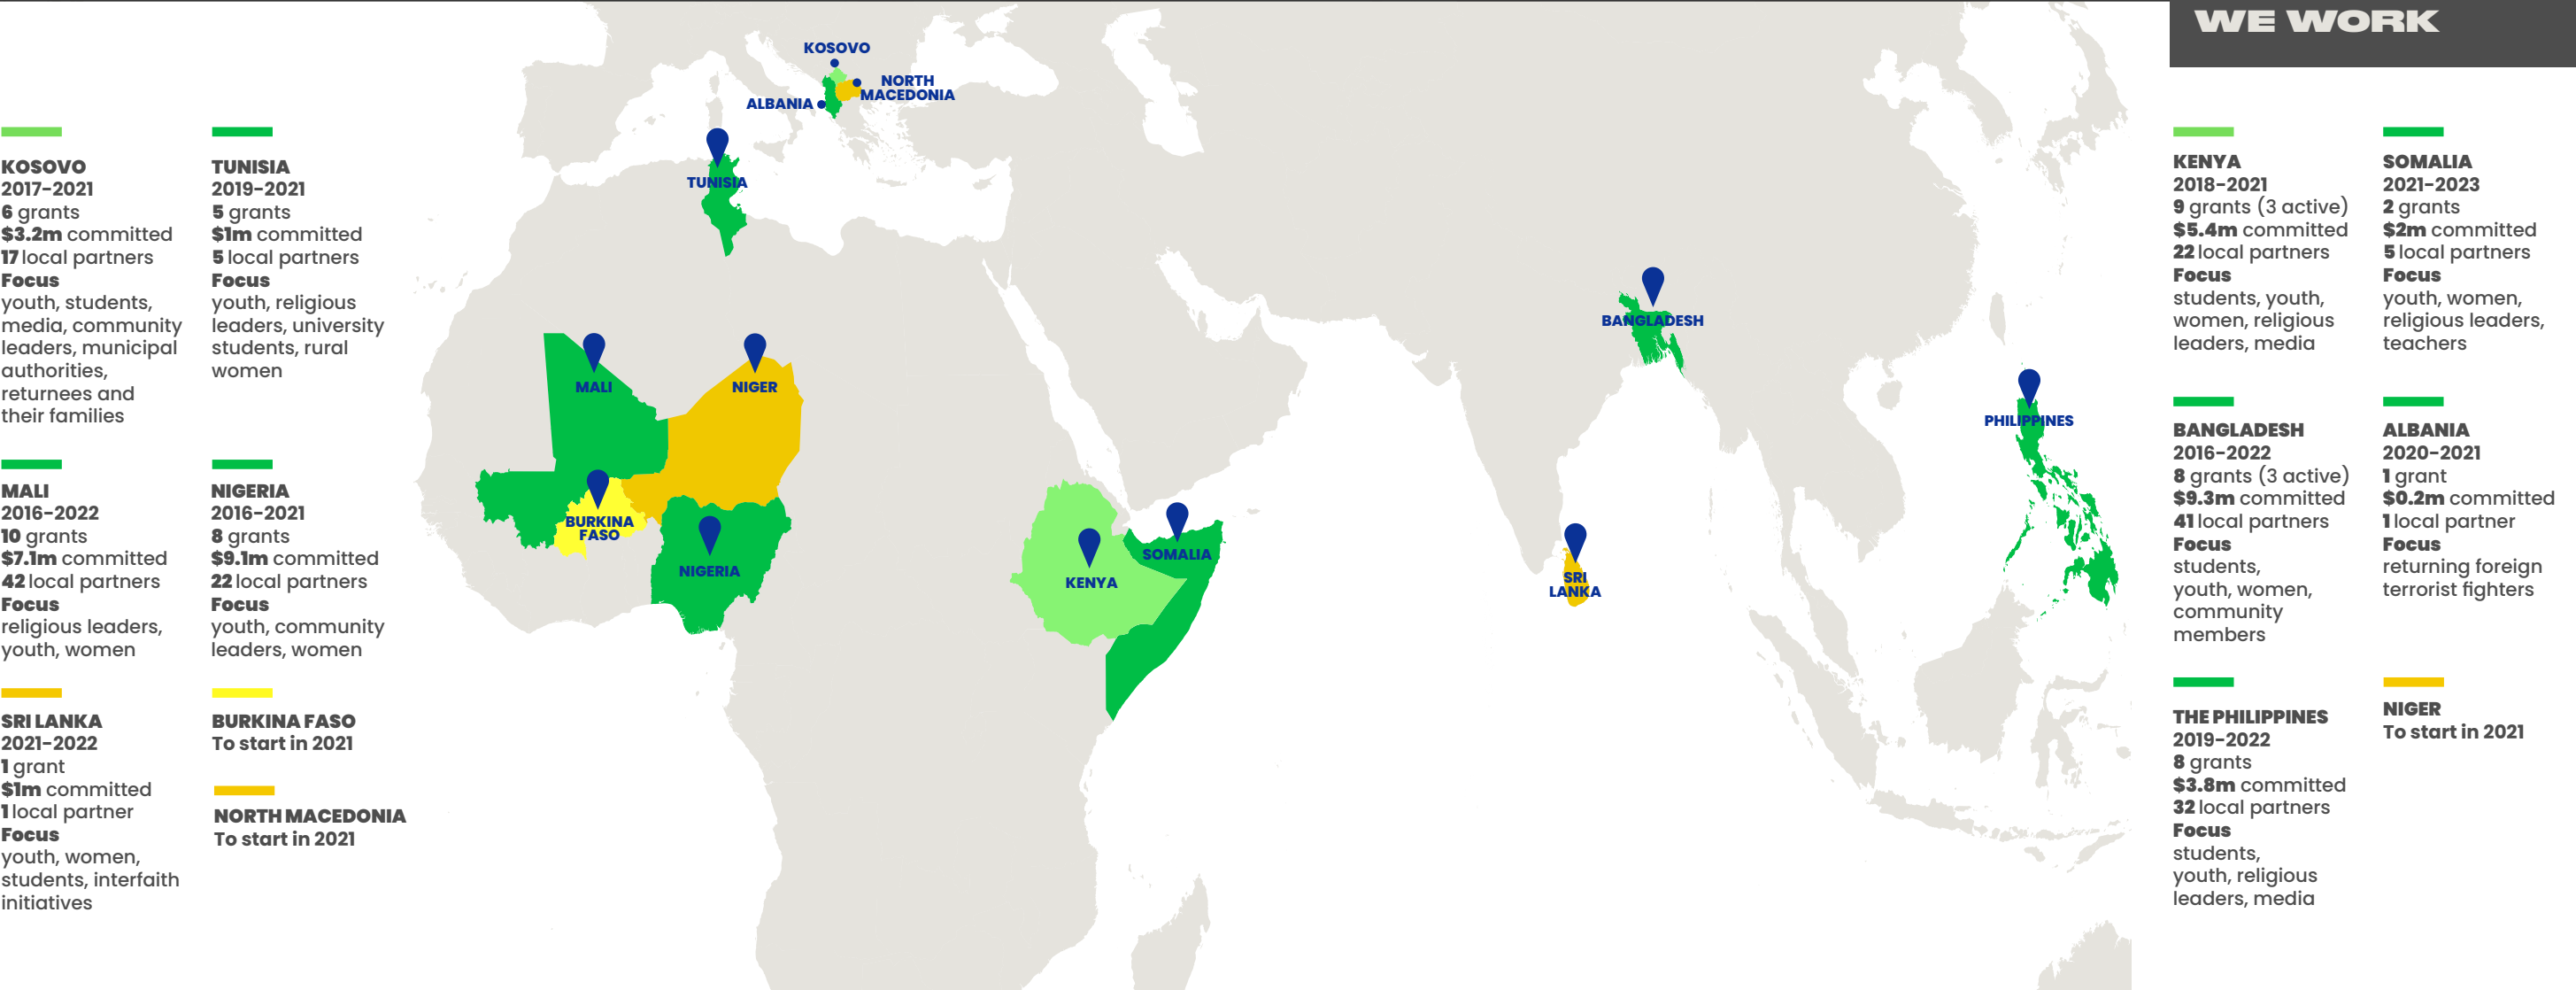 WE WORK
KOSOVO
2017-2021
6 grants
$3.2m committed
17 local partners
Focus
youth, students,
media, community
leaders, municipal
authorities,
returnees and
their families
TUNISIA
2019-2021
5 grants
$1m committed
5 local partners
Focus
youth, religious
leaders, university
students, rural
women
MALI
2016-2022
10 grants
$7.1m committed
42 local partners
Focus
religious leaders,
youth, women
NIGERIA
2016-2021
8 grants
$9.1m committed
22 local partners
Focus
youth, community
leaders, women
SRI LANKA
2021-2022
1 grant
$1m committed
1 local partner
Focus
youth, women,
students, interfaith
initiatives
BURKINA FASO
To start in 2021
NORTH MACEDONIA
To start in 2021
KOSOVO
NORTH
MACEDONIA
ALBANIA
TUNISIA
MALI
NIGER
BURKINA
FASO
NIGERIA
KENYA
SOMALIA
BANGLADESH
SRI
LANKA
PHILIPPINES
KENYA
2018-2021
9 grants (3 active)
$5.4m committed
22 local partners
Focus
students, youth,
women, religious
leaders, media
SOMALIA
2021-2023
2 grants
$2m committed
5 local partners
Focus
youth, women,
religious leaders,
teachers
BANGLADESH
2016-2022
8 grants (3 active)
$9.3m committed
41 local partners
Focus
students,
youth, women,
community
members
ALBANIA
2020-2021
1 grant
$0.2m committed
1 local partner
Focus
returning foreign
terrorist fighters
THE PHILIPPINES
2019-2022
8 grants
$3.8m committed
32 local partners
Focus
students,
youth, religious
leaders, media
NIGER
To start in 2021